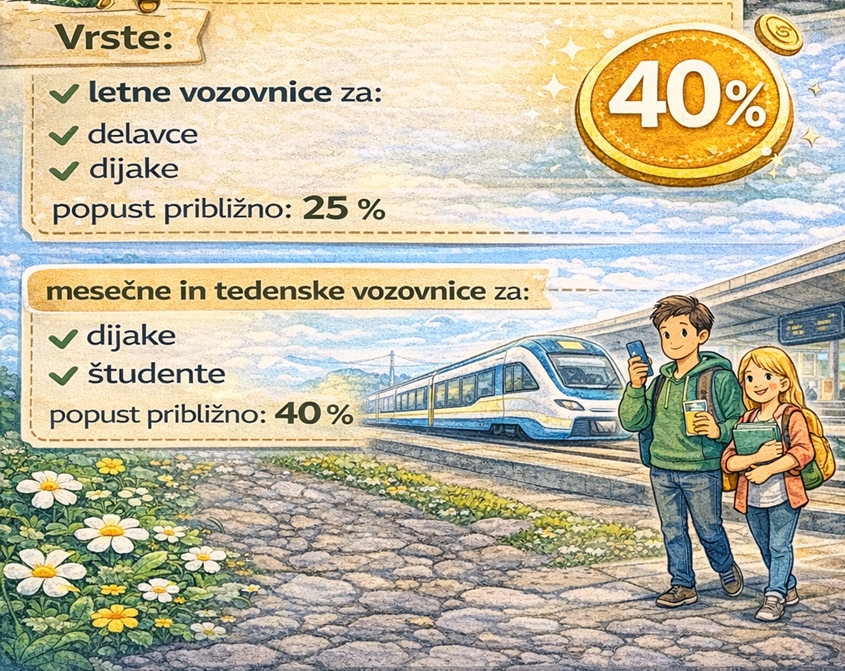 Vrste:
✓ letne vozovnice za:
✓ delavce
✓ dijake
popust približno: 25 %
40%
mesečne in tedenske vozovnice za:
✓ dijake
✓ študente
popust približno: 40 %